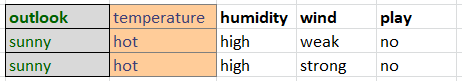 outlook temperature humidity wind play
sunny hot high weak no
sunny hot high strong no